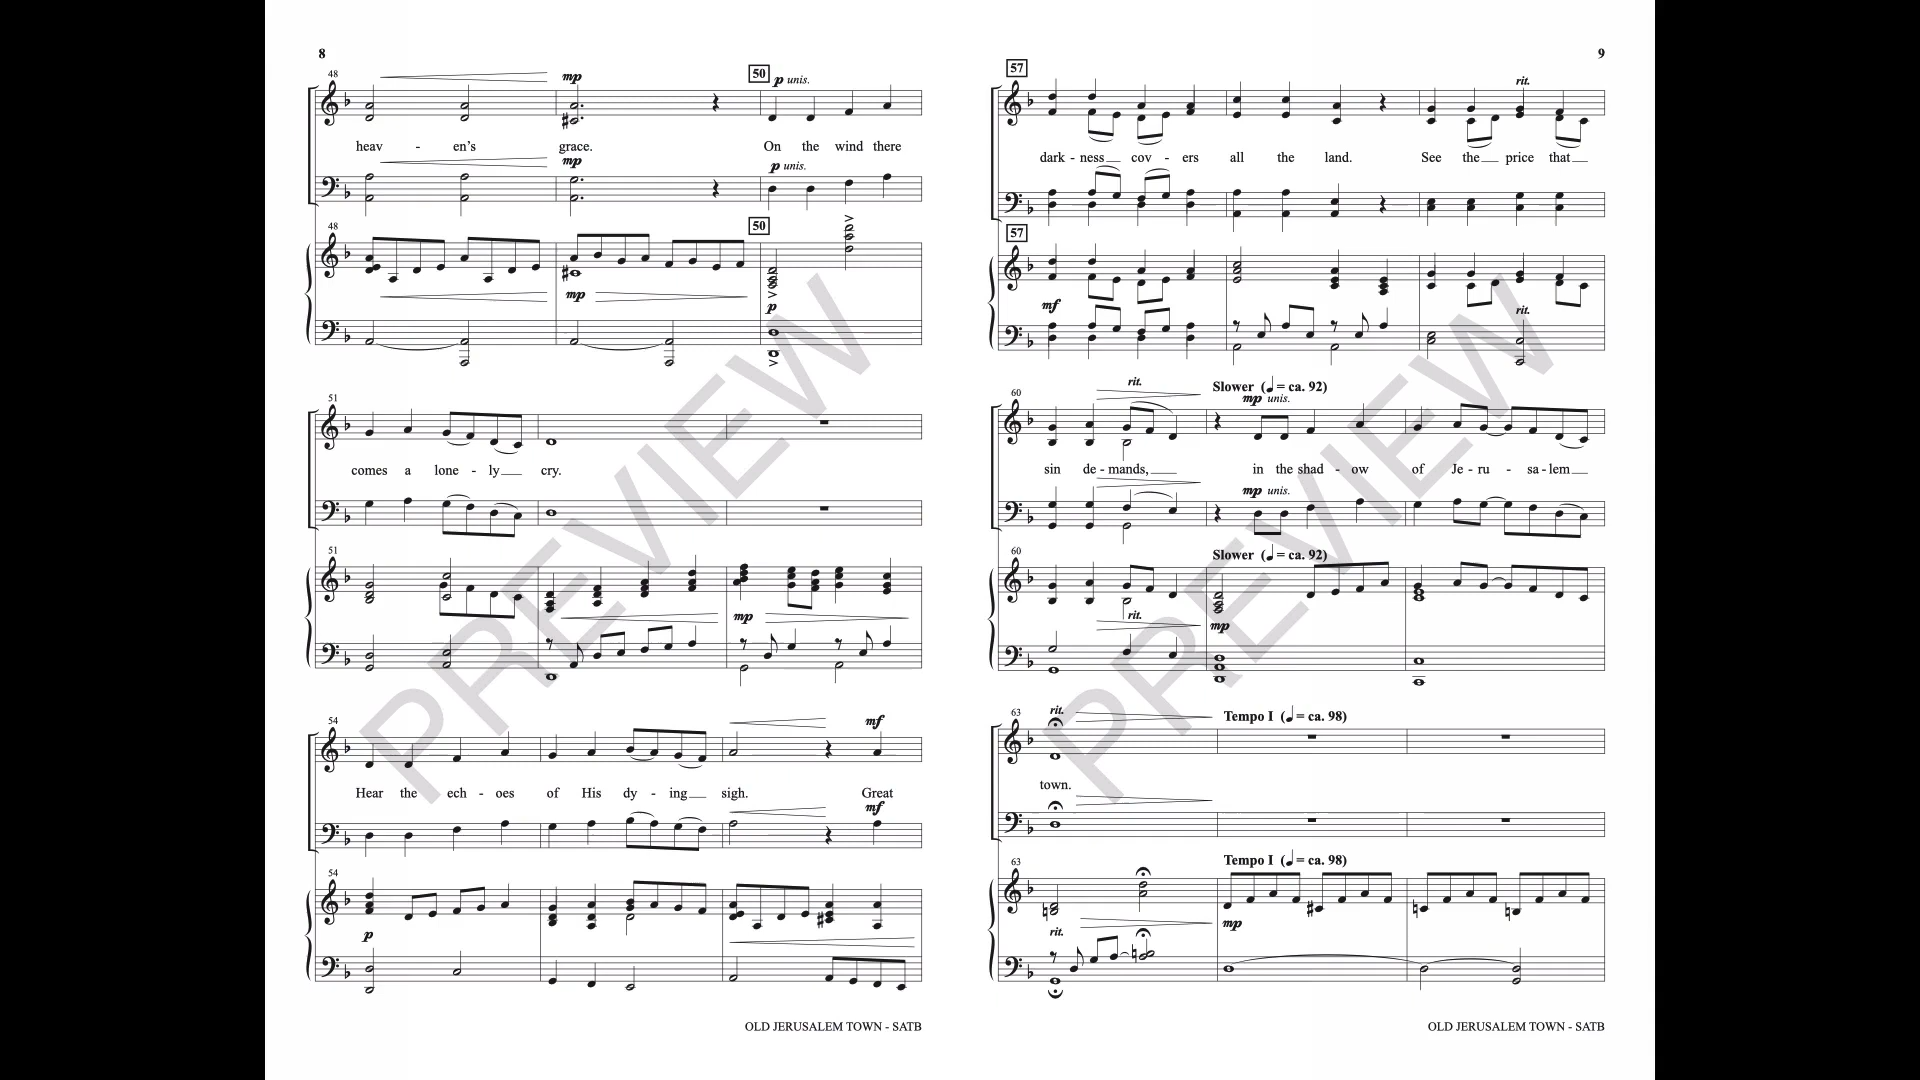 8
48
mp
50
p unis.
heav - en's grace. On the wind there
mp
p unis.
48
50
mp
p
51
comes a lone - ly cry.
51
mp
54
mf
Hear the ech - oes of His dy - ing sigh. Great
mf
54
p
OLD JERUSALEM TOWN - SATB
9
57
rit.
dark - ness cov - ers all the land. See the price that
57
mf
rit.
60
rit.
Slower (♩ = ca. 92)
mp unis.
sin de - mands, in the shad - ow of Je - ru - sa - lem
mp unis.
60
Slower (♩ = ca. 92)
rit.
mp
63
rit.
Tempo I (♩ = ca. 98)
town.
63
Tempo I (♩ = ca. 98)
rit.
mp
OLD JERUSALEM TOWN - SATB
PREVIEW
PREVIEW